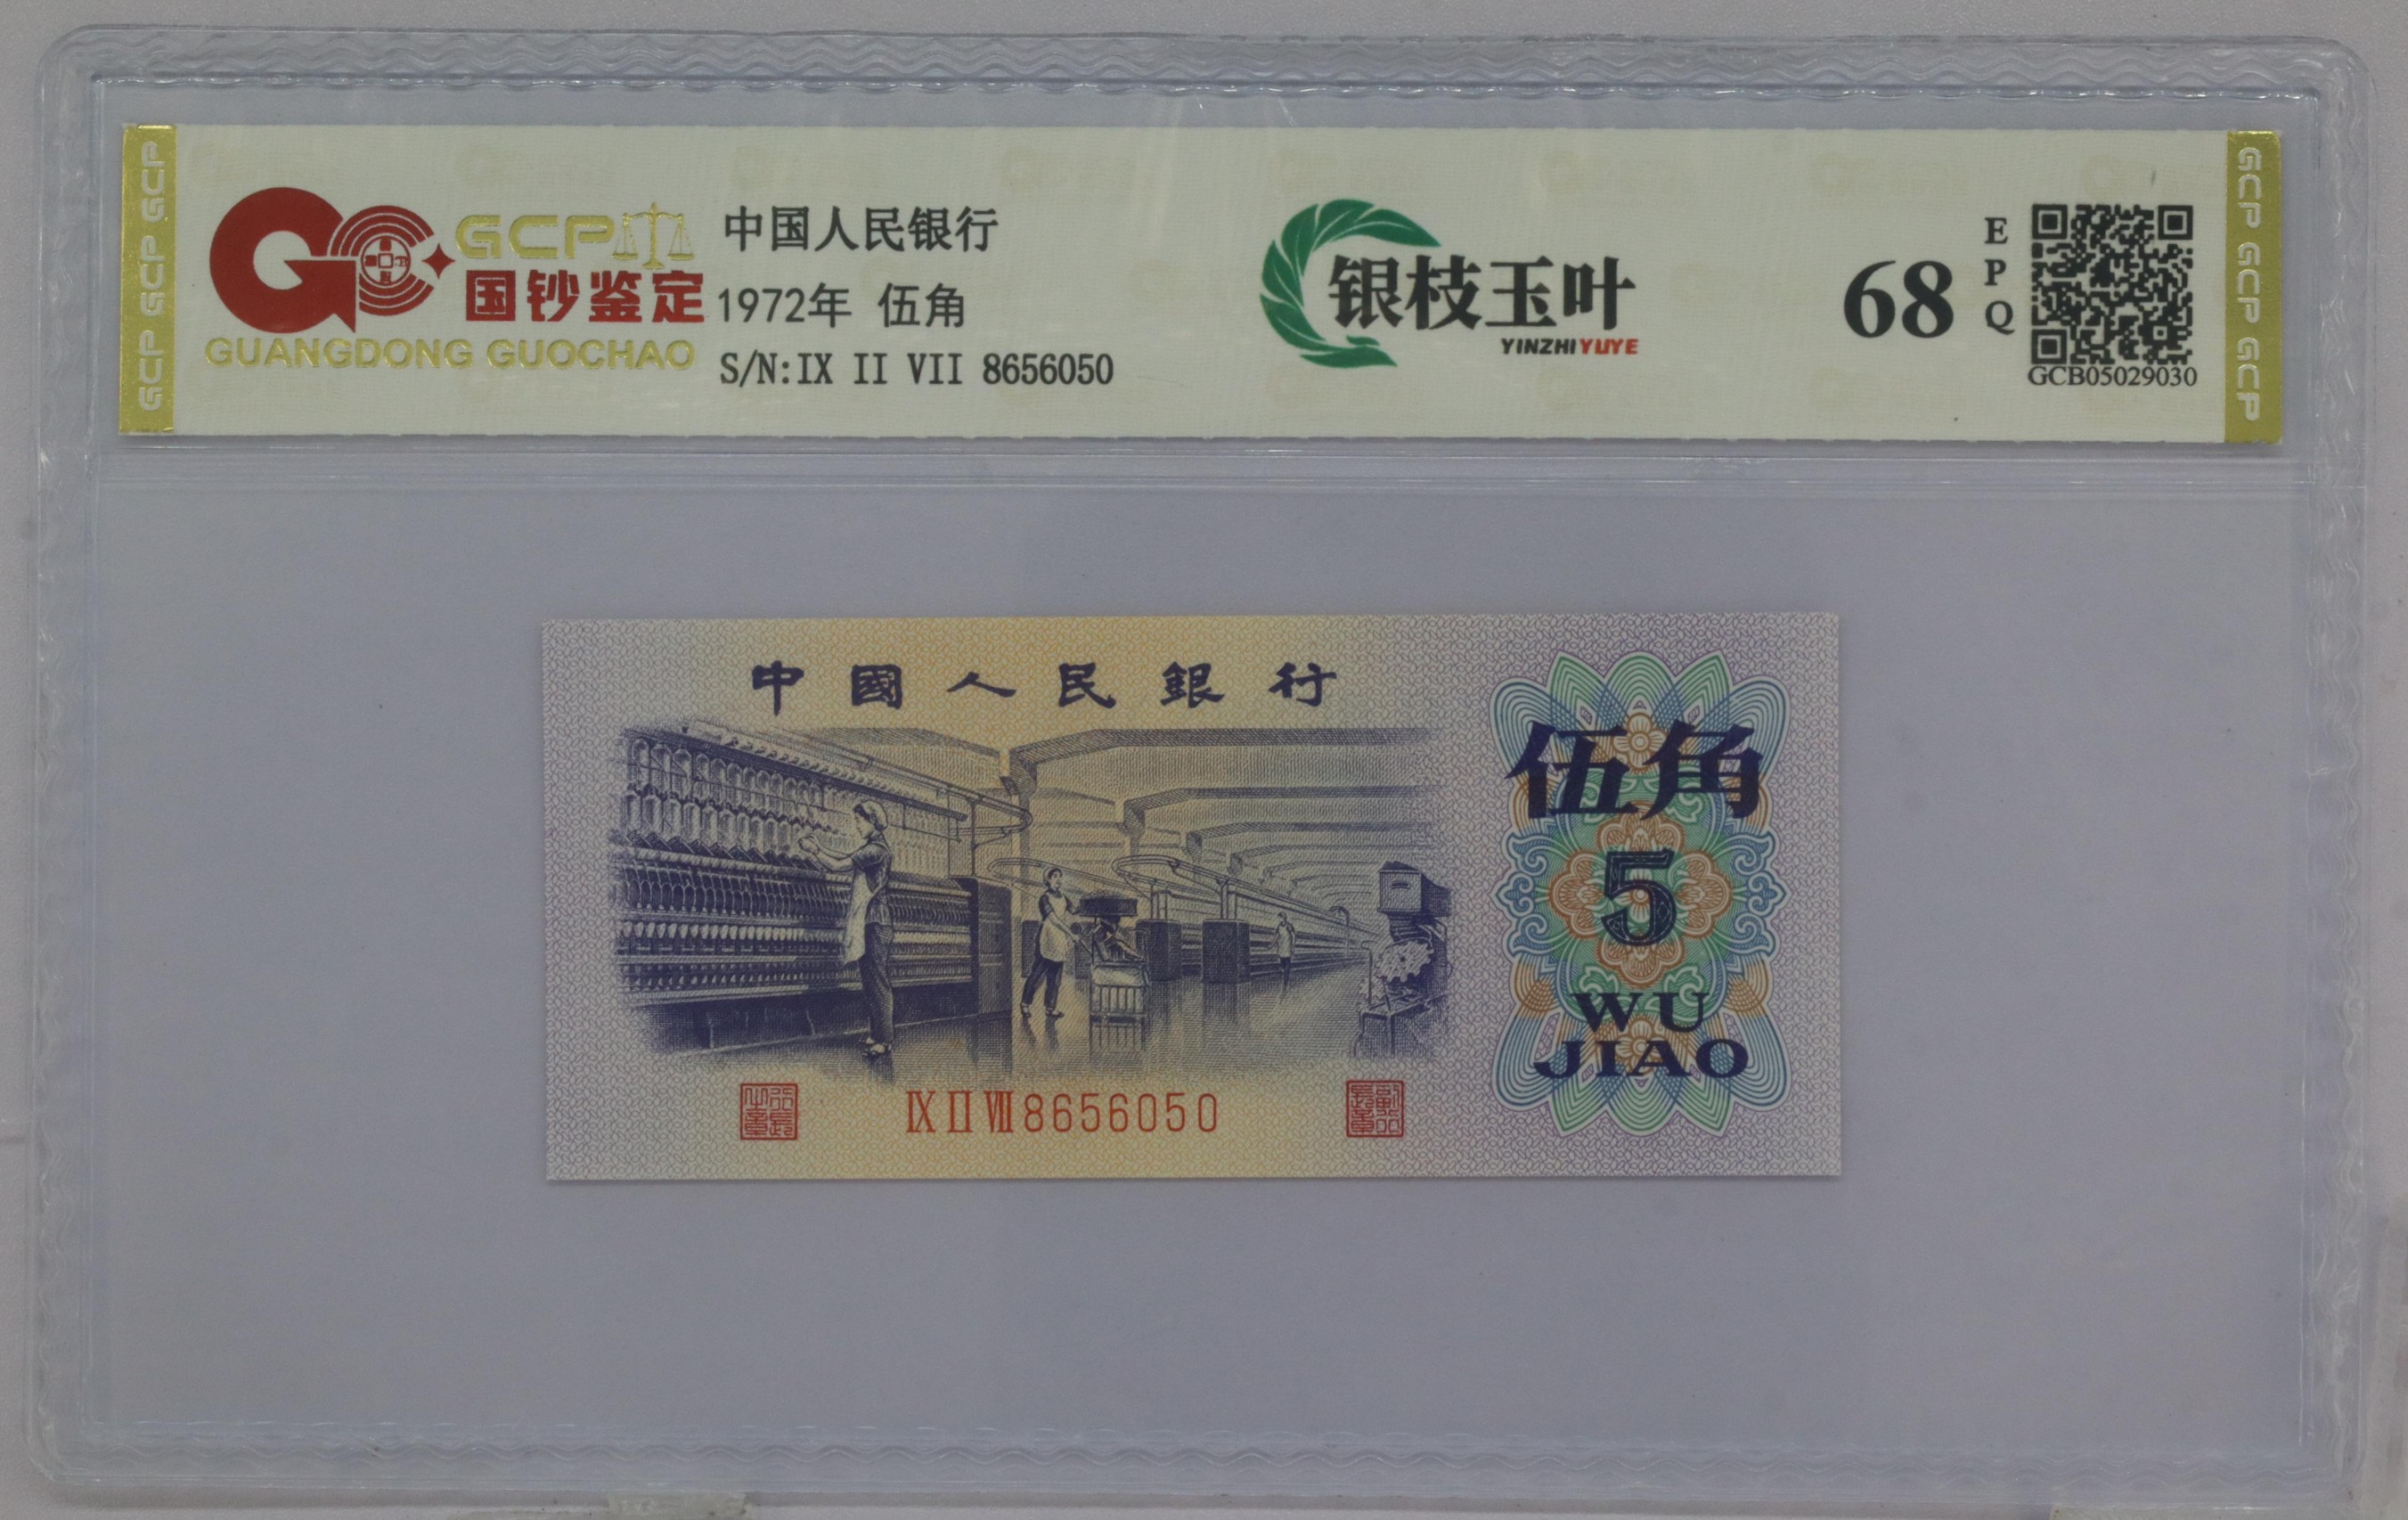 GCP GCP GCP
GCP
国钞鉴定
GUANGDONG GUOCHAO
中国人民银行
1972年 伍角
S/N:IX II VII 8656050
银枝玉叶
YINZHIYUYE
68
EPQ
GCB05029030
GCP GCP GCP
中國人民銀行
伍角
5
WU
JIAO
IX II VII 8656050